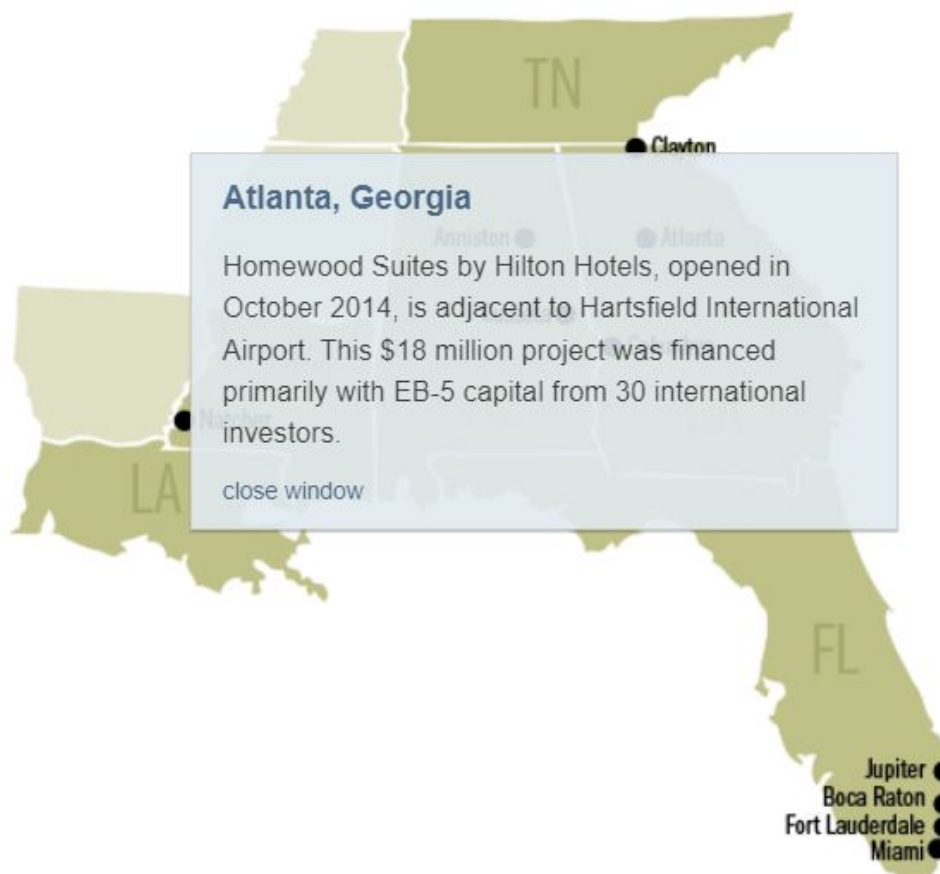 TN
Clayton
Atlanta, Georgia
Anniston
Atlanta
Homewood Suites by Hilton Hotels, opened in
October 2014, is adjacent to Hartsfield International
Airport. This $18 million project was financed
primarily with EB-5 capital from 30 international
investors.
Natchez
close window
LA
FL
Jupiter
Boca Raton
Fort Lauderdale
Miami